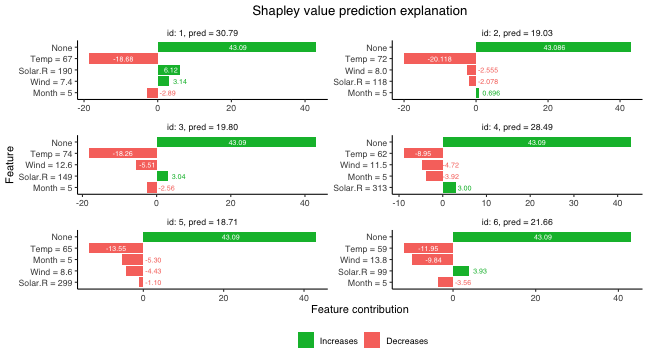 Shapley value prediction explanation
Feature
id: 1, pred = 30.79
None 43.09
Temp = 67 -18.68
Solar.R = 190 6.12
Wind = 7.4 3.14
Month = 5 -2.89
-20 0 20 40
id: 2, pred = 19.03
None 43.086
Temp = 72 -20.118
Wind = 8.0 -2.555
Solar.R = 118 -2.078
Month = 5 0.696
-20 0 20 40
id: 3, pred = 19.80
None 43.09
Temp = 74 -18.26
Wind = 12.6 -5.51
Solar.R = 149 3.04
Month = 5 -2.56
-20 0 20 40
id: 4, pred = 28.49
None 43.09
Temp = 62 -8.95
Wind = 11.5 -4.72
Month = 5 -3.92
Solar.R = 313 3.00
-10 0 10 20 30 40
id: 5, pred = 18.71
None 43.09
Temp = 65 -13.55
Month = 5 -5.30
Wind = 8.6 -4.43
Solar.R = 299 -1.10
0 20 40
id: 6, pred = 21.66
None 43.09
Temp = 59 -11.95
Wind = 13.8 -9.84
Solar.R = 99 3.93
Month = 5 -3.56
0 20 40
Feature contribution
Increases Decreases